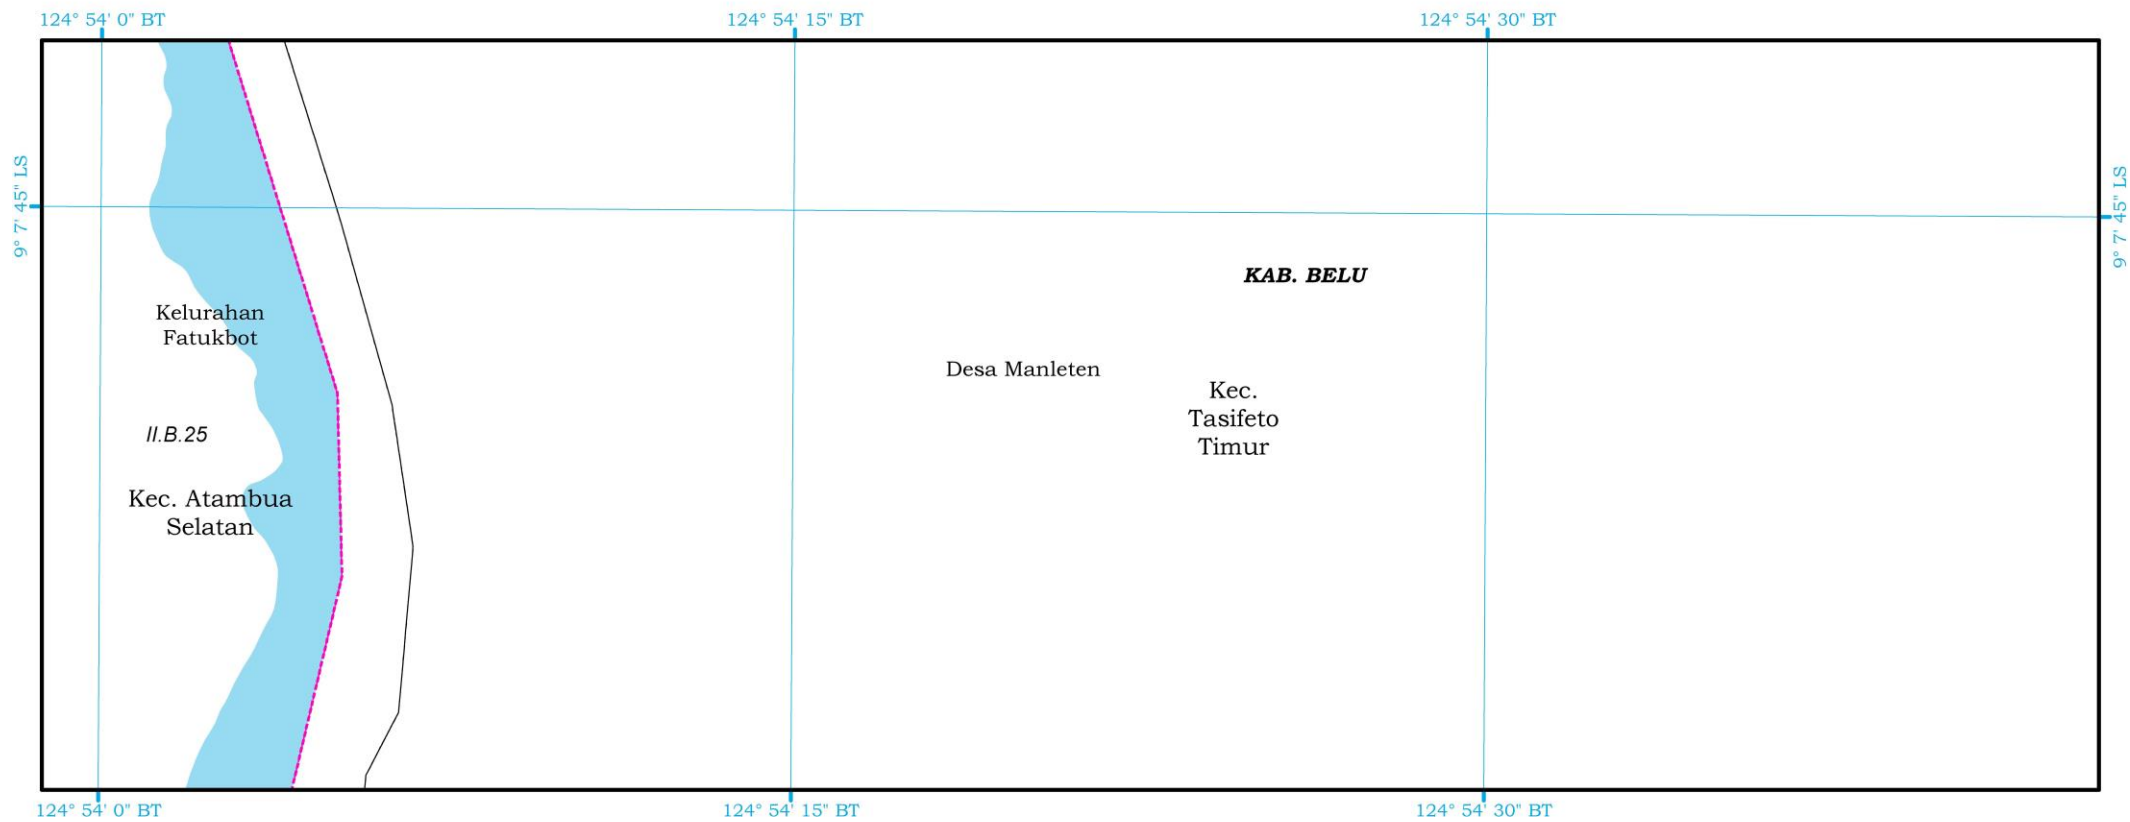 124° 54' 0" BT
124° 54' 15" BT
124° 54' 30" BT
9° 7' 45" LS
9° 7' 45" LS
KAB. BELU
Kelurahan
Fatukbot
Desa Manleten
Kec.
Tasifeto
Timur
II.B.25
Kec. Atambua
Selatan
124° 54' 0" BT
124° 54' 15" BT
124° 54' 30" BT